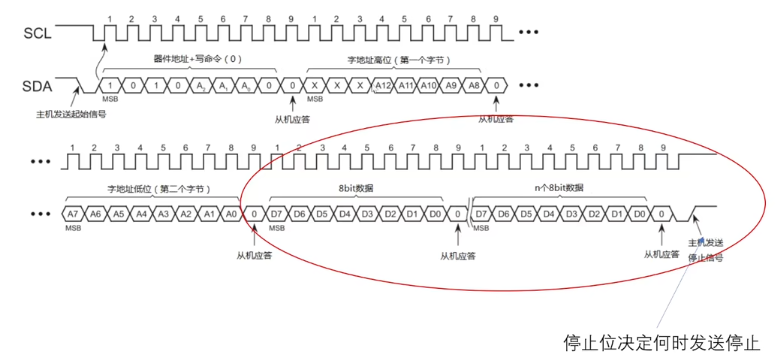 1 2 3 4 5 6 7 8 9 1 2 3 4 5 6 7 8 9
SCL
器件地址+写命令(0)
字地址高位(第一个字节)
SDA
1 0 1 0 A2 A1 A0 0 0 X X X A12 A11 A10 A9 A8 0
MSB
MSB
主机发送起始信号
从机应答
从机应答
1 2 3 4 5 6 7 8 9 1 2 3 4 5 6 7 8 9 1 2 3 4 5 6 7 8 9
字地址低位(第二个字节)
8bit数据
n个8bit数据
A7 A6 A5 A4 A3 A2 A1 A0 0 D7 D6 D5 D4 D3 D2 D1 D0 0 D7 D6 D5 D4 D3 D2 D1 D0 0
MSB
MSB
MSB
从机应答
从机应答
从机应答
主机发送
停止信号
停止位决定何时发送停止